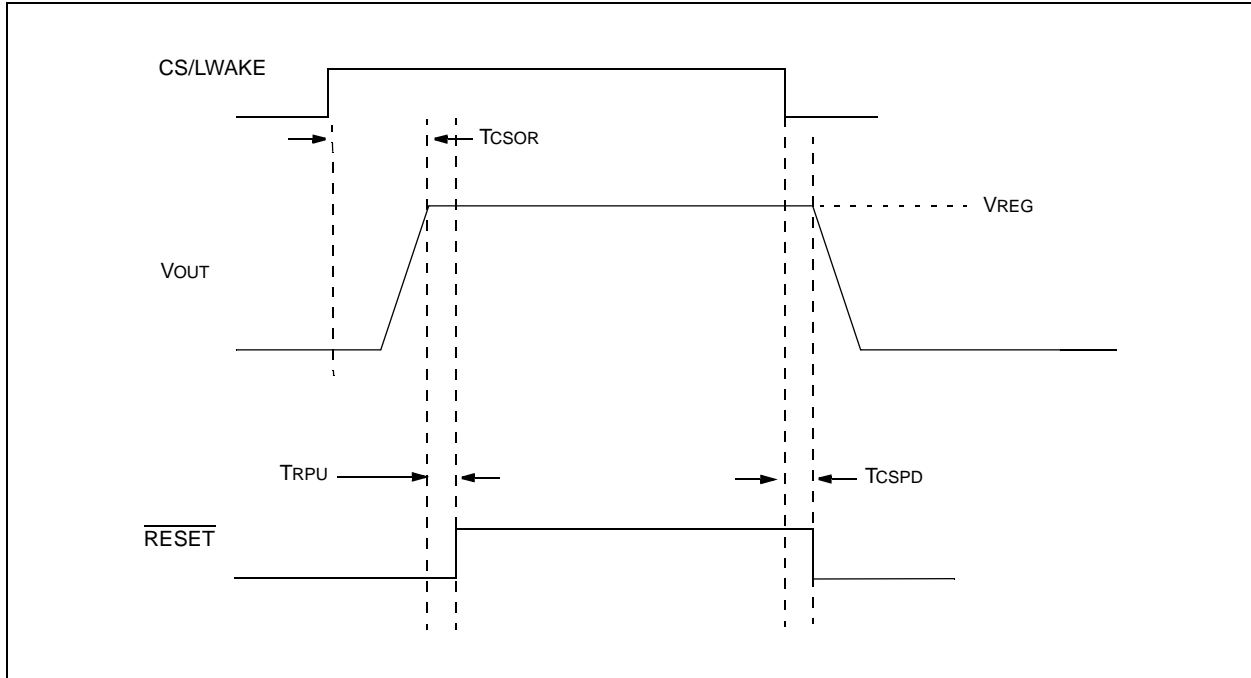 CS/LWAKE
TCSOR
VREG
VOUT
TRPU
TCSPD
RESET